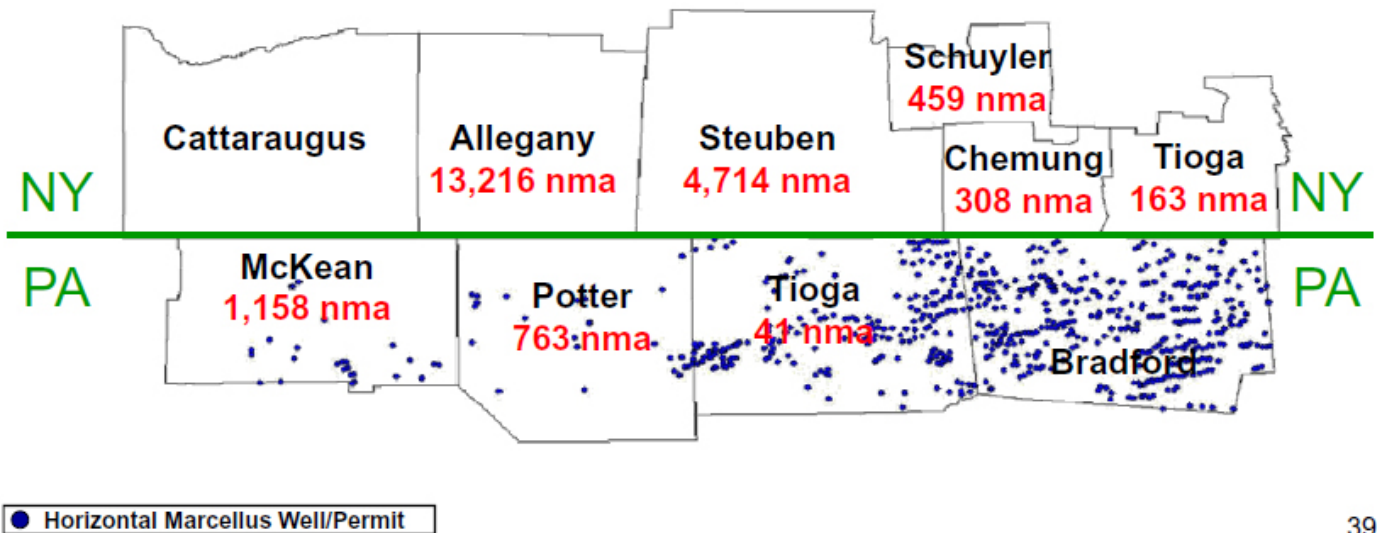 Schuyler
459 nma
Cattaraugus
Allegany
13,216 nma
Steuben
4,714 nma
Chemung
308 nma
Tioga
163 nma
NY
NY
PA
PA
McKean
1,158 nma
Potter
763 nma
Tioga
41 nma
Bradford
Horizontal Marcellus Well/Permit
39